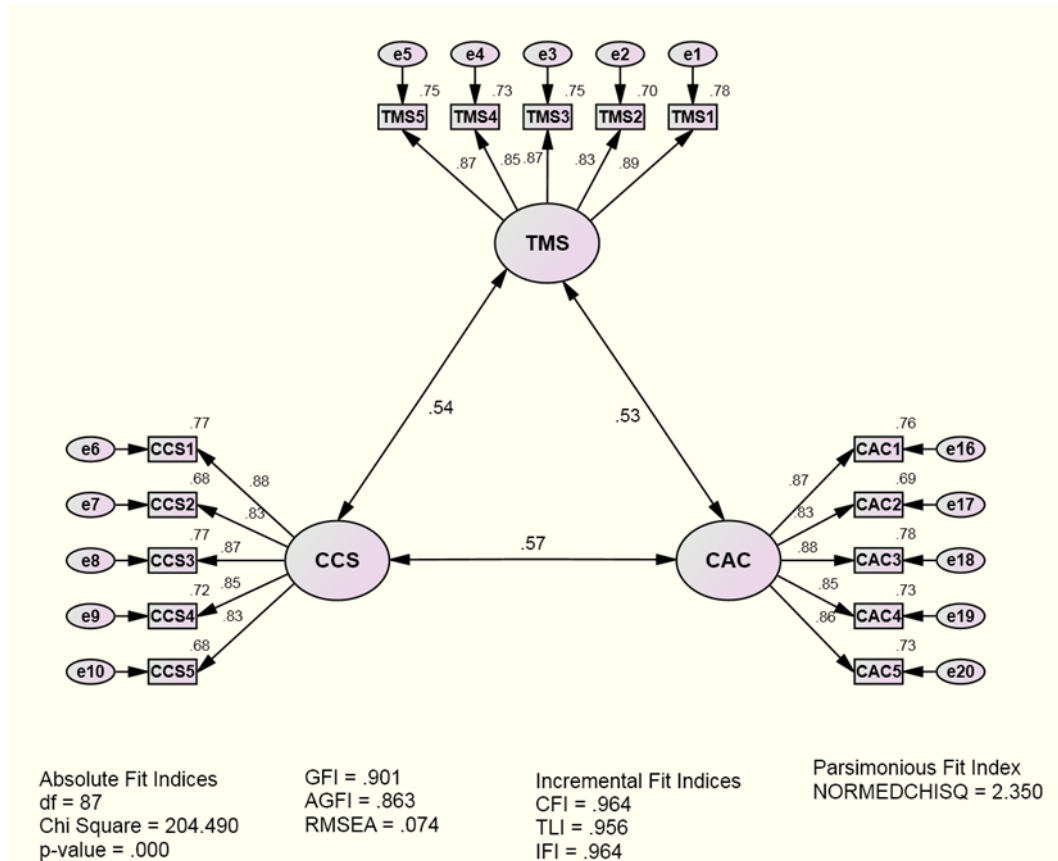 e5 e4 e3 e2 e1
.75 .73 .75 .70 .78
TMS5 TMS4 TMS3 TMS2 TMS1
.87 .85 .87 .83 .89
TMS
.54 .53
.77
e6 CCS1
.88
.68
e7 CCS2
.83
.77
e8 CCS3
.87
.72
e9 CCS4
.85
.83
.68
e10 CCS5
CCS
.57
CAC
.76
CAC1 e16
.87
.69
CAC2 e17
.83
.78
CAC3 e18
.88
.85
.73
CAC4 e19
.86
.73
CAC5 e20
Absolute Fit Indices
df = 87
Chi Square = 204.490
p-value = .000
GFI = .901
AGFI = .863
RMSEA = .074
Incremental Fit Indices
CFI = .964
TLI = .956
IFI = .964
Parsimonious Fit Index
NORMEDCHISQ = 2.350